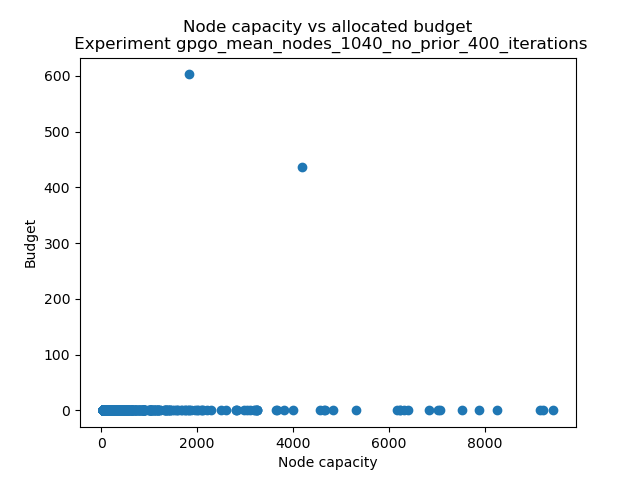 Node capacity vs allocated budget
Experiment gpgo_mean_nodes_1040_no_prior_400_iterations
600
500
400
300
200
100
0
Budget
0 2000 4000 6000 8000
Node capacity